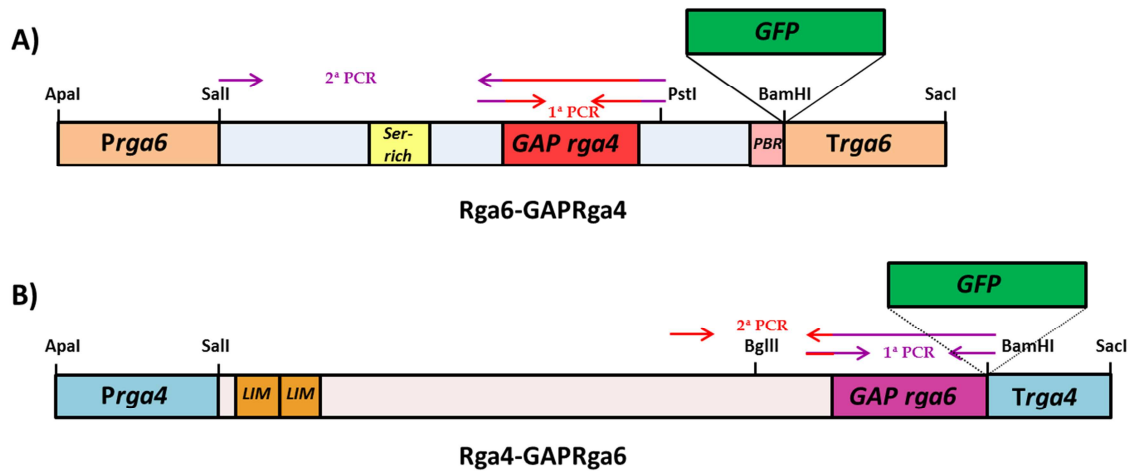 A)
GFP
2ª PCR
ApaI
SalI
1ª PCR
PstI
BamHI
SacI
Prga6
Ser-
rich
GAP rga4
PBR
Trga6
Rga6-GAPRga4
B)
GFP
2ª PCR
ApaI
SalI
BglII
1ª PCR
BamHI
SacI
Prga4
LIM
LIM
GAP rga6
Trga4
Rga4-GAPRga6